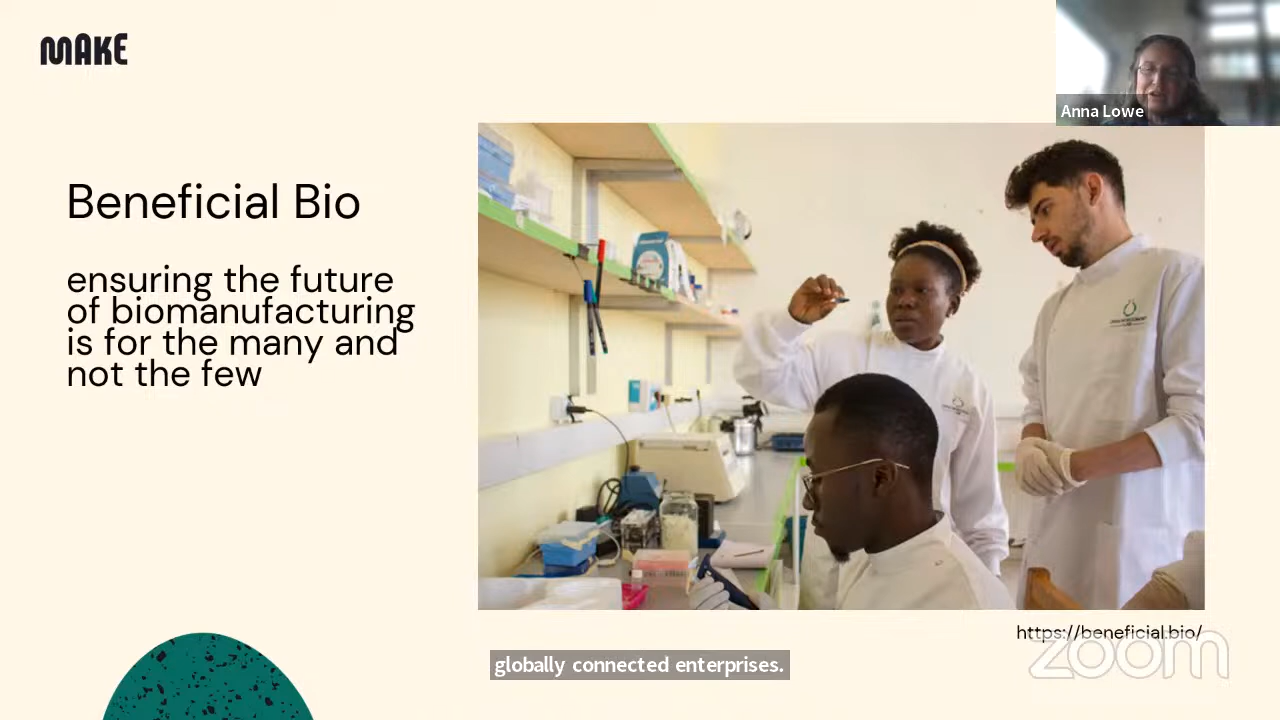 MAKE
Anna Lowe
Beneficial Bio
ensuring the future
of biomanufacturing
is for the many and
not the few
https://beneficial.bio/
zoom
globally connected enterprises.